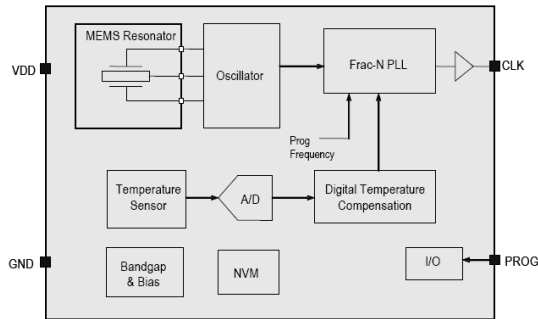 MEMS Resonator
VDD
Oscillator
Frac-N PLL
CLK
Prog
Frequency
Temperature
Sensor
A/D
Digital Temperature
Compensation
GND
Bandgap
& Bias
NVM
I/O
PROG